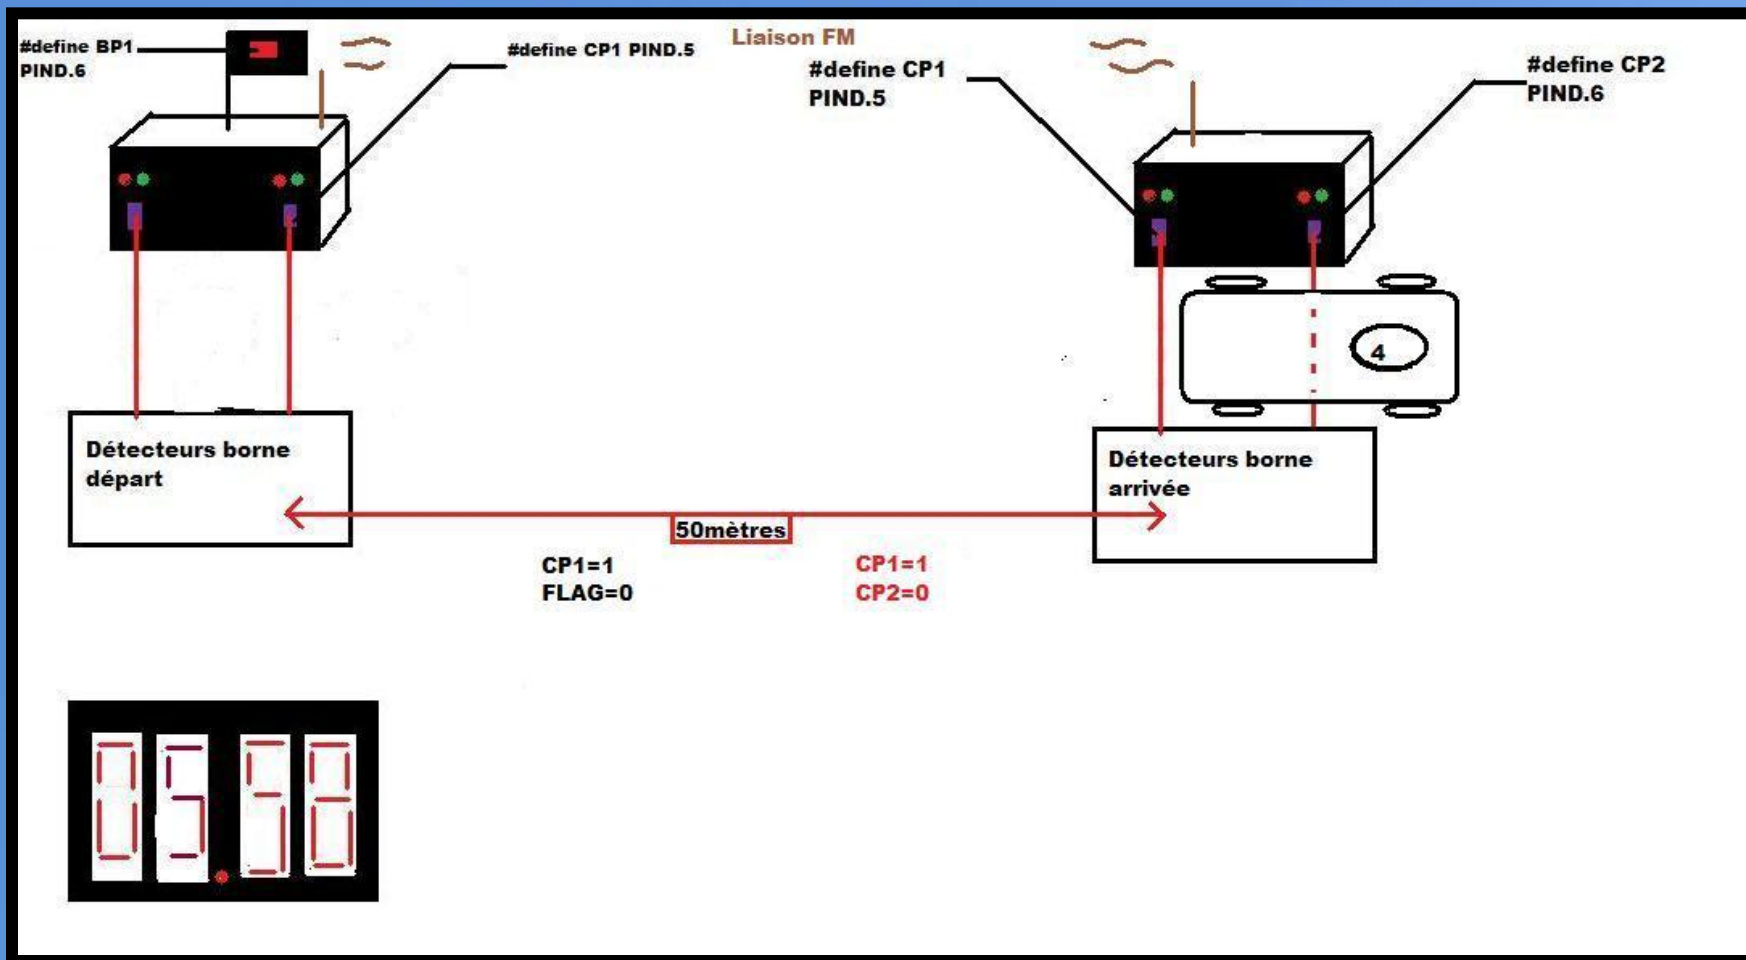 #define BP1
PIND.6
#define CP1 PIND.5
Liaison FM
#define CP1
PIND.5
#define CP2
PIND.6
4
Détecteurs borne
départ
Détecteurs borne
arrivée
50mètres
CP1=1
FLAG=0
CP1=1
CP2=0
05.58